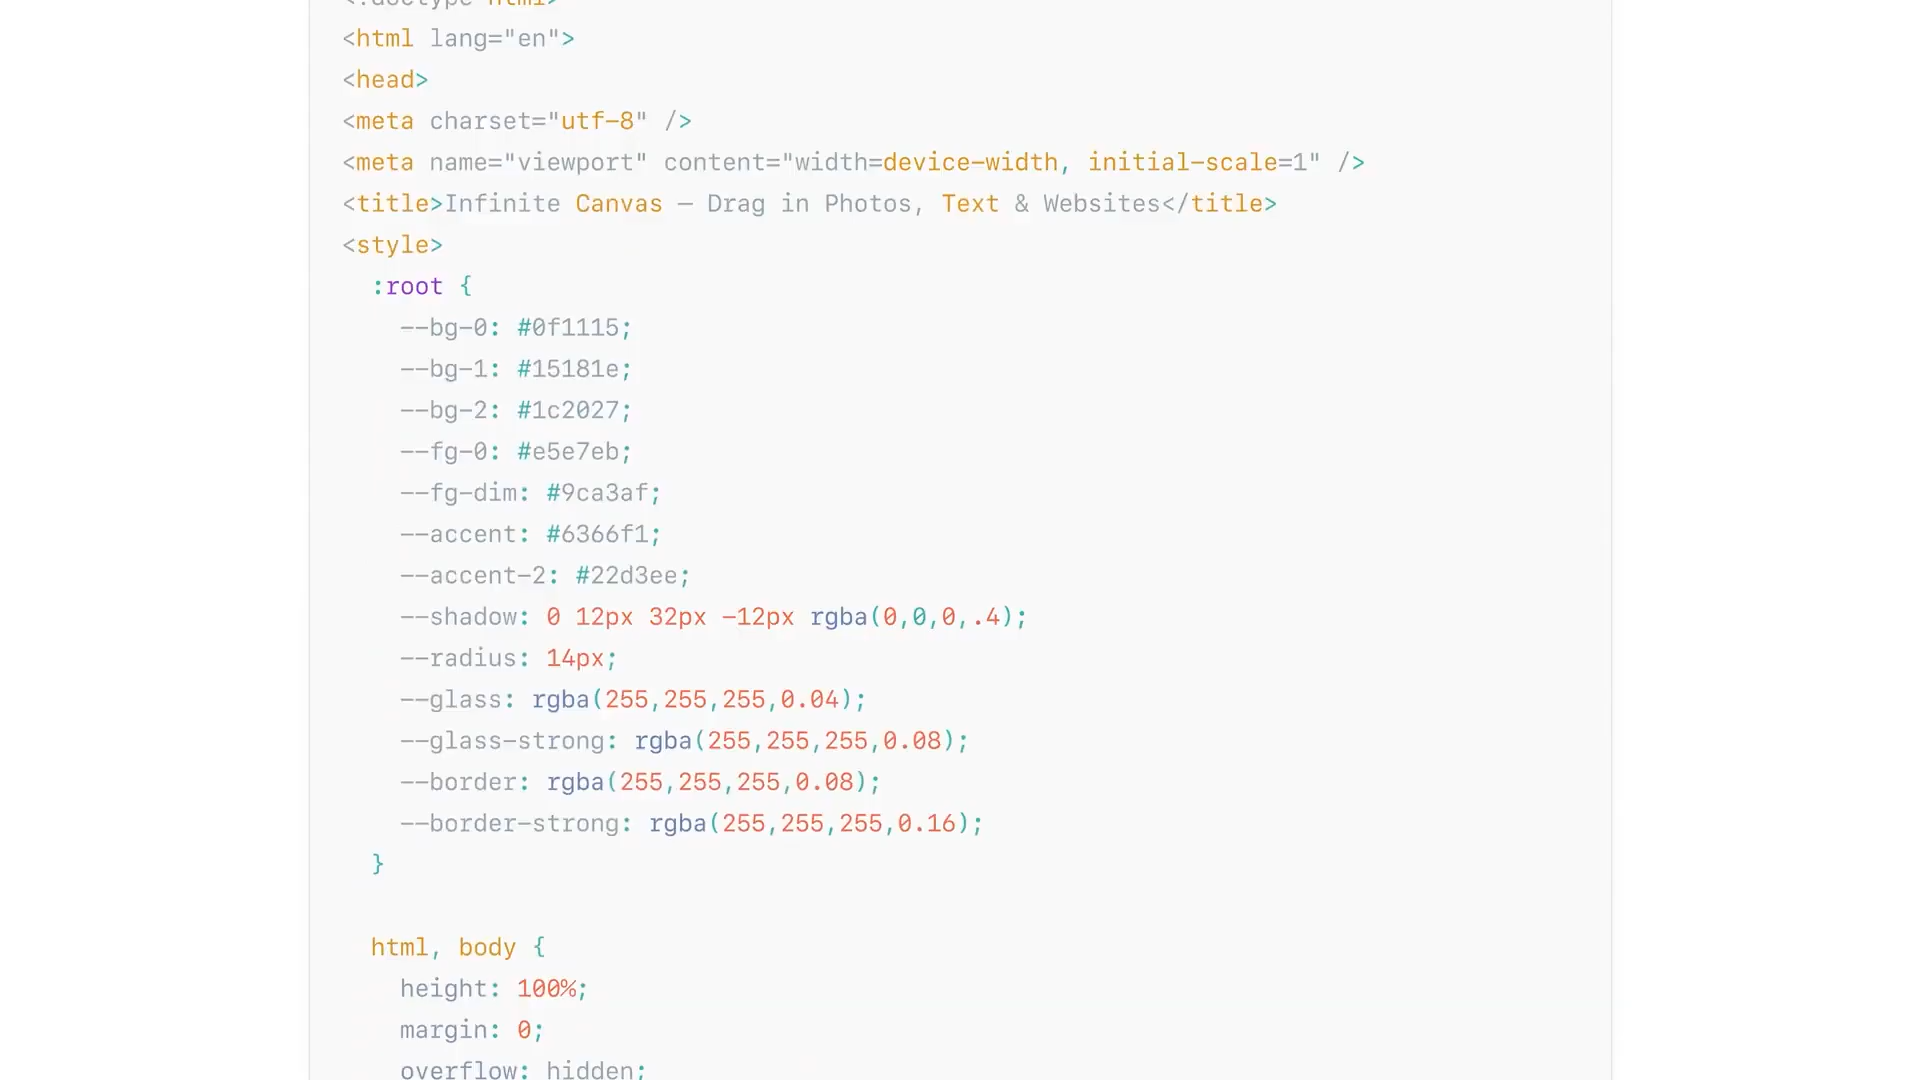 <!doctype html>
<html lang="en">
<head>
<meta charset="utf-8" />
<meta name="viewport" content="width=device-width, initial-scale=1" />
<title>Infinite Canvas — Drag in Photos, Text & Websites</title>
<style>
:root {
--bg-0: #0f1115;
--bg-1: #15181e;
--bg-2: #1c2027;
--fg-0: #e5e7eb;
--fg-dim: #9ca3af;
--accent: #6366f1;
--accent-2: #22d3ee;
--shadow: 0 12px 32px -12px rgba(0,0,0,.4);
--radius: 14px;
--glass: rgba(255,255,255,0.04);
--glass-strong: rgba(255,255,255,0.08);
--border: rgba(255,255,255,0.08);
--border-strong: rgba(255,255,255,0.16);
}
html, body {
height: 100%;
margin: 0;
overflow: hidden;